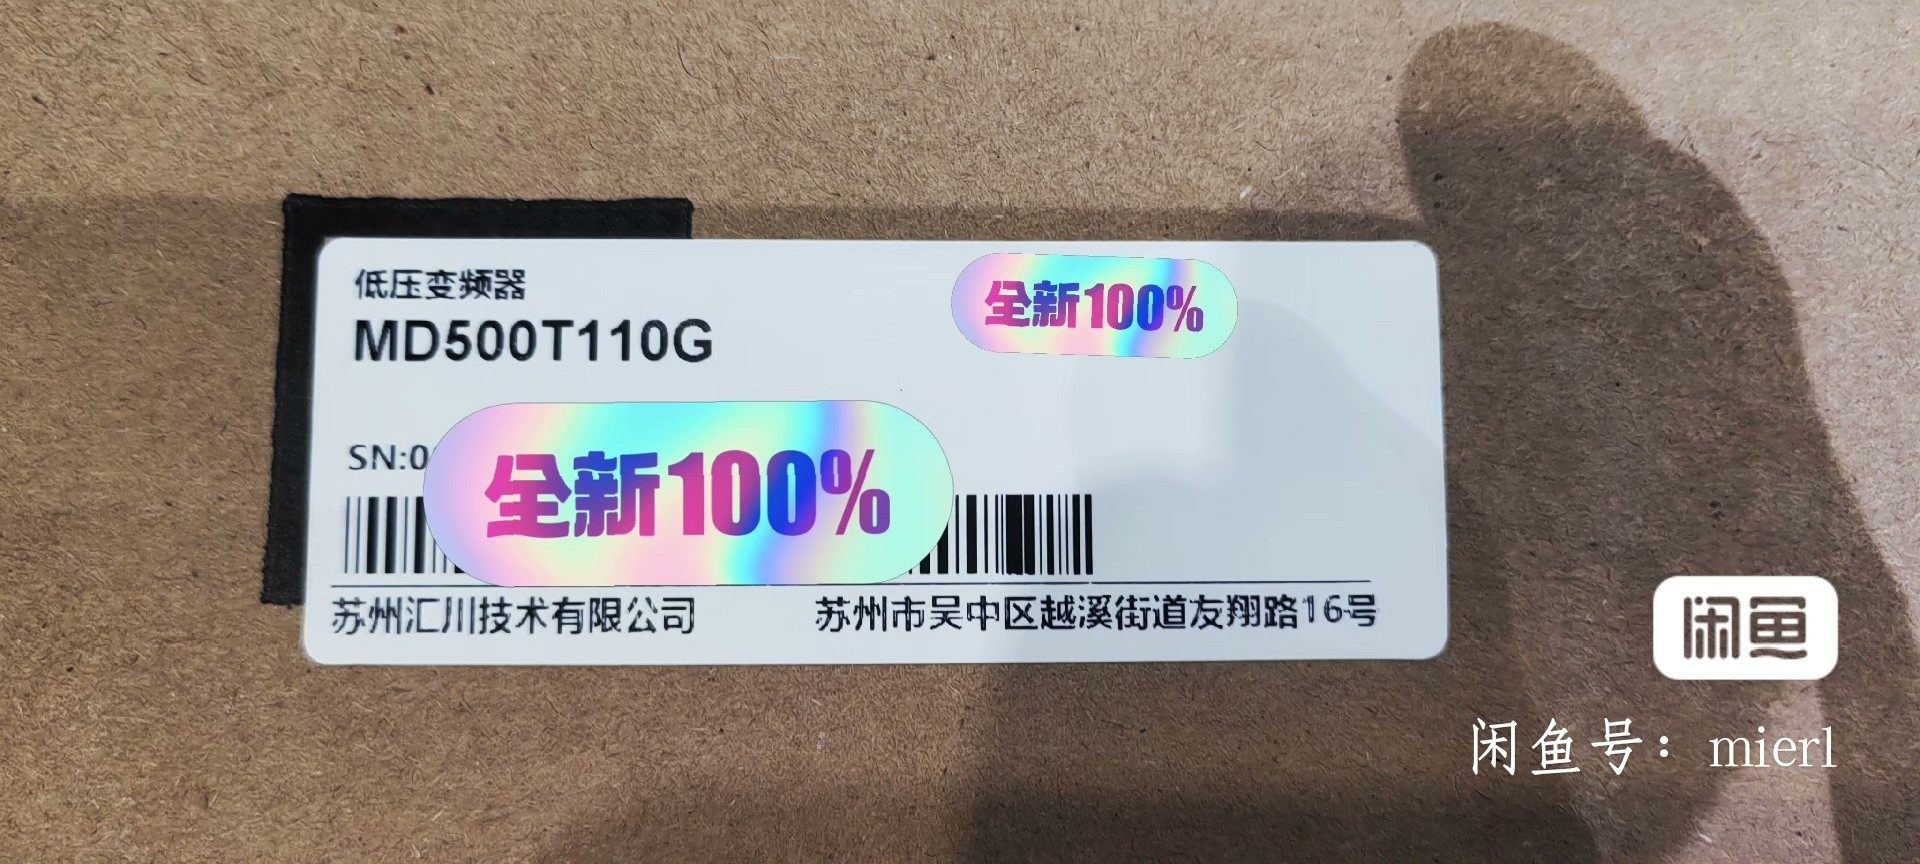 低压变频器
全新100%
MD500T110G
SN:0
全新100%
苏州汇川技术有限公司 苏州市吴中区越溪街道友翔路16号
闲鱼
闲鱼号：mierl